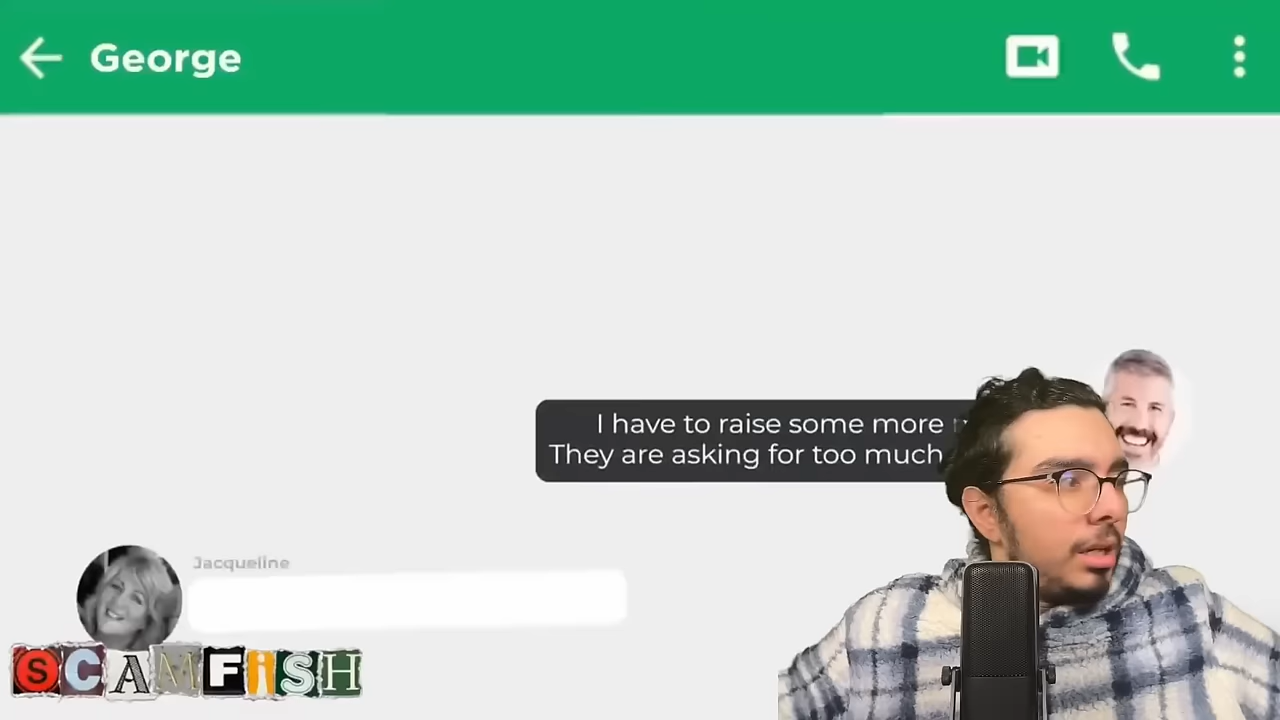 George
I have to raise some more
They are asking for too much
Jacqueline
SCAMFISH